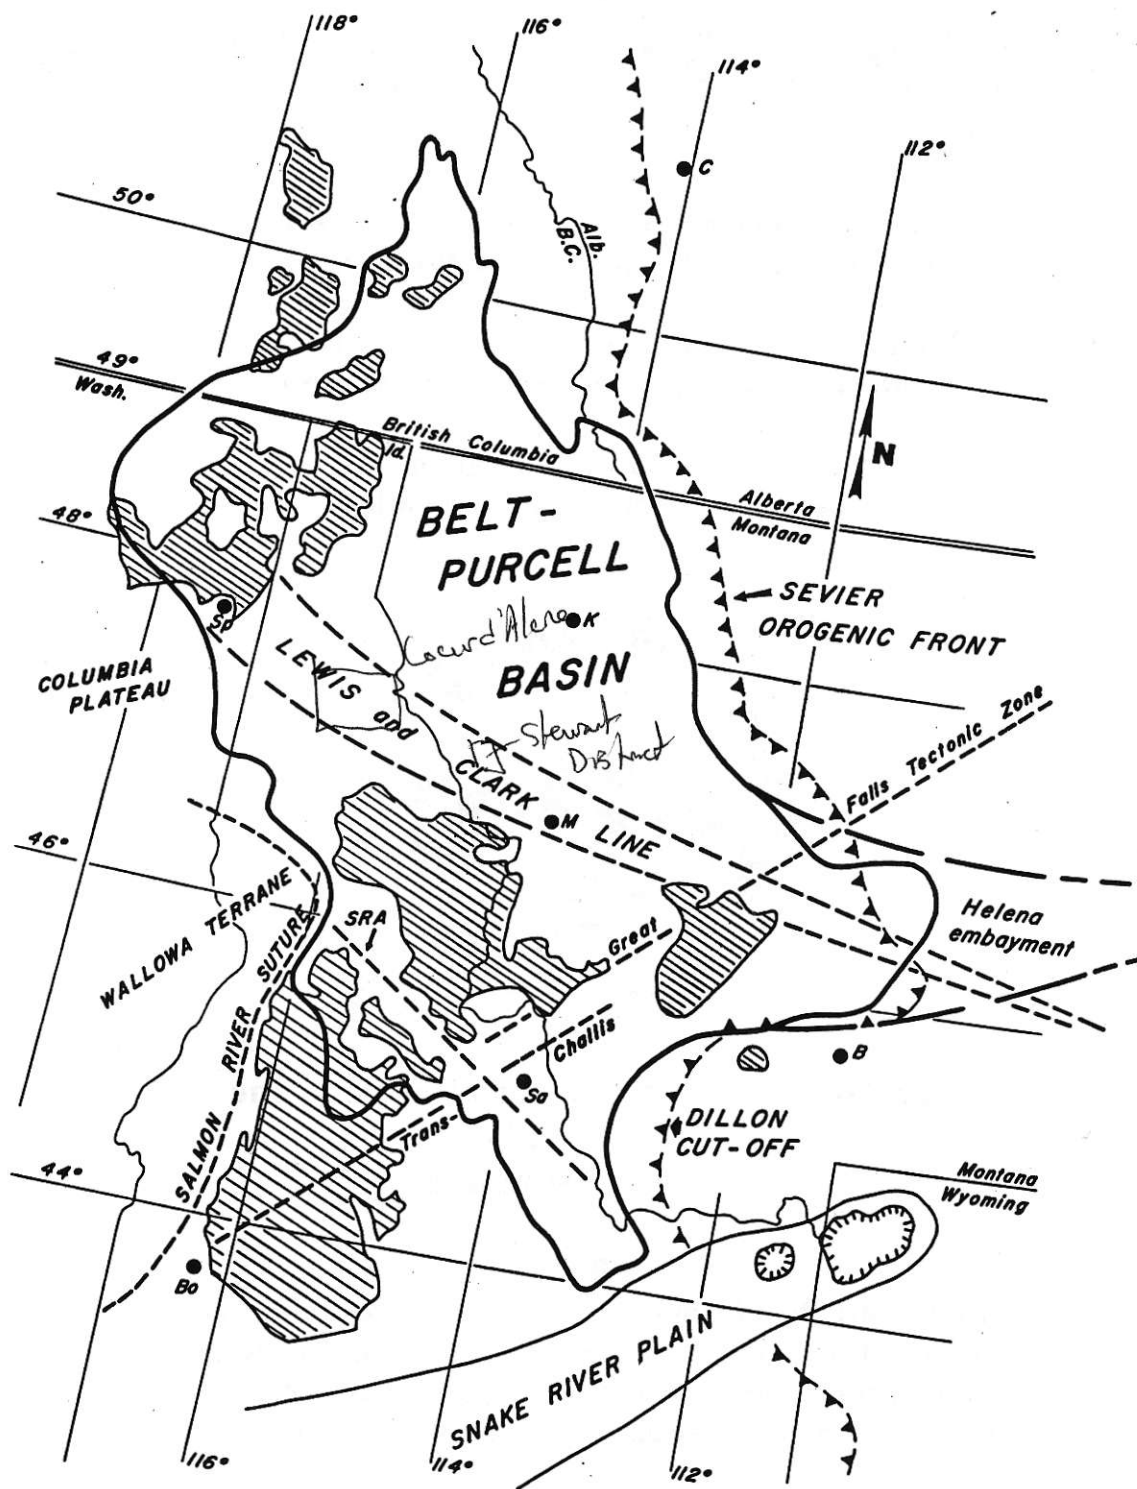 118°
116°
114°
112°
C
50°
Alb.
B.C.
49°
Wash.
British Columbia
Id.
N
Alberta
Montana
48°
BELT-
PURCELL
BASIN
K
SEVIER
OROGENIC FRONT
Sp
Coeur d'Alene
COLUMBIA
PLATEAU
LEWIS and
CLARK LINE
Stewart
District
M
Falls Tectonic Zone
46°
WALLOWA TERRANE
SRA
Great
Helena
embayment
SALMON RIVER SUTURE
Challis
Trans-
Sa
B
DILLON
CUT-OFF
44°
Montana
Wyoming
Bo
SNAKE RIVER PLAIN
116°
114°
112°